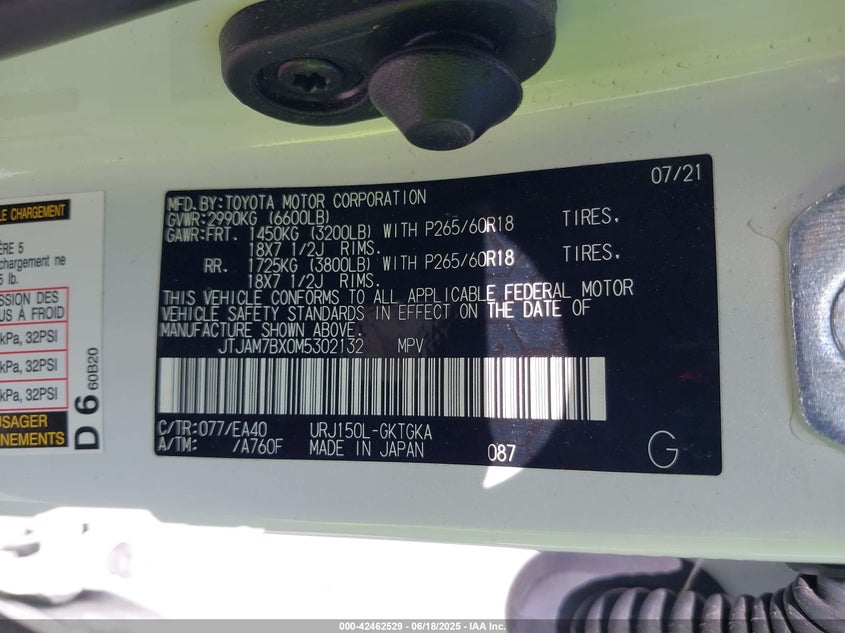 LE CHARGEMENT
ÈRE 5
chargement ne
lb.
SSION DES
US À FROID
kPa, 32PSI
kPa, 32PSI
kPa, 32PSI
USAGER
NEMENTS
D6 60B20
07/21
MFD.BY:TOYOTA MOTOR CORPORATION
GVWR:2990KG (6600LB)
GAWR:FRT. 1450KG (3200LB) WITH P265/60R18 TIRES,
18X7 1/2J RIMS.
RR. 1725KG (3800LB) WITH P265/60R18 TIRES,
18X7 1/2J RIMS.
THIS VEHICLE CONFORMS TO ALL APPLICABLE FEDERAL MOTOR
VEHICLE SAFETY STANDARDS IN EFFECT ON THE DATE OF
MANUFACTURE SHOWN ABOVE.
JTJAM7BX0M5302132 MPV
C/TR:077/EA40 URJ150L-GKTGKA
A/TM: /A760F MADE IN JAPAN 087 G
000-42462529 - 06/18/2025 - IAA Inc.